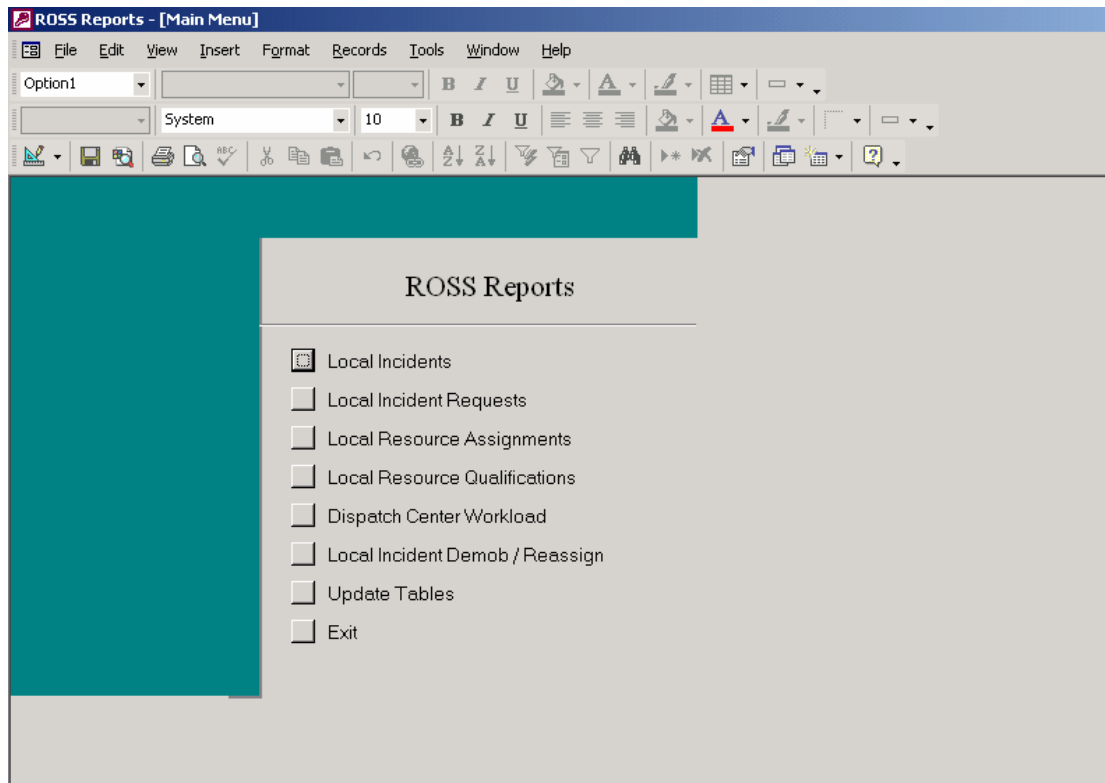 ROSS Reports - [Main Menu]
File Edit View Insert Format Records Tools Window Help
Option1 B I U A
System 10 B I U A
ABC A Z Z A ?
ROSS Reports
Local Incidents
Local Incident Requests
Local Resource Assignments
Local Resource Qualifications
Dispatch Center Workload
Local Incident Demob / Reassign
Update Tables
Exit